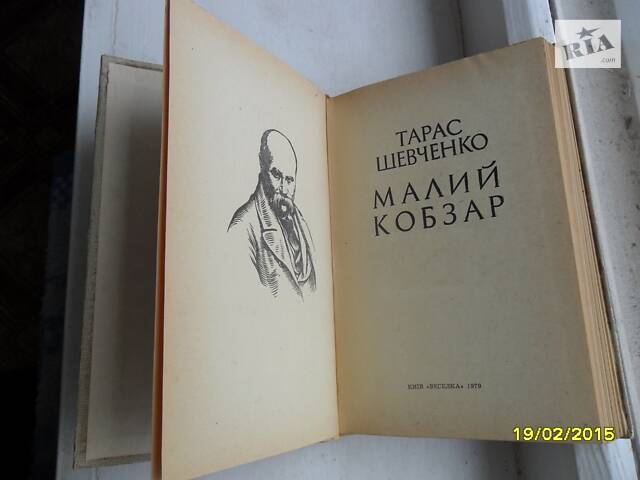 RIA
.com
ТАРАС
ШЕВЧЕНКО
МАЛИЙ
КОБЗАР
КИЇВ «ВЕСЕЛКА» 1979
19/02/2015